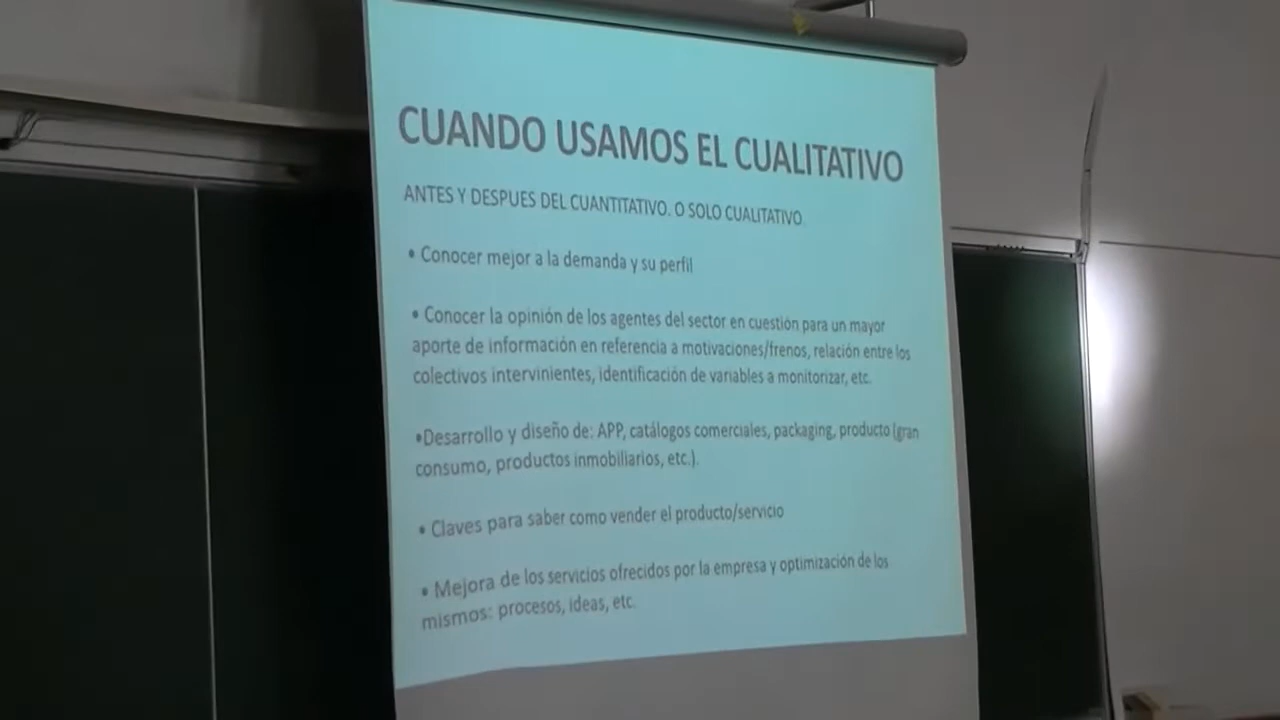 CUANDO USAMOS EL CUALITATIVO
ANTES Y DESPUES DEL CUANTITATIVO. O SOLO CUALITATIVO
• Conocer mejor a la demanda y su perfil
• Conocer la opinión de los agentes del sector en cuestión para un mayor
aporte de información en referencia a motivaciones/frenos, relación entre los
colectivos intervinientes, identificación de variables a monitorizar, etc.
•Desarrollo y diseño de: APP, catálogos comerciales, packaging, producto (gran
consumo, productos inmobiliarios, etc.).
• Claves para saber como vender el producto/servicio
• Mejora de los servicios ofrecidos por la empresa y optimización de los
mismos: procesos, ideas, etc.